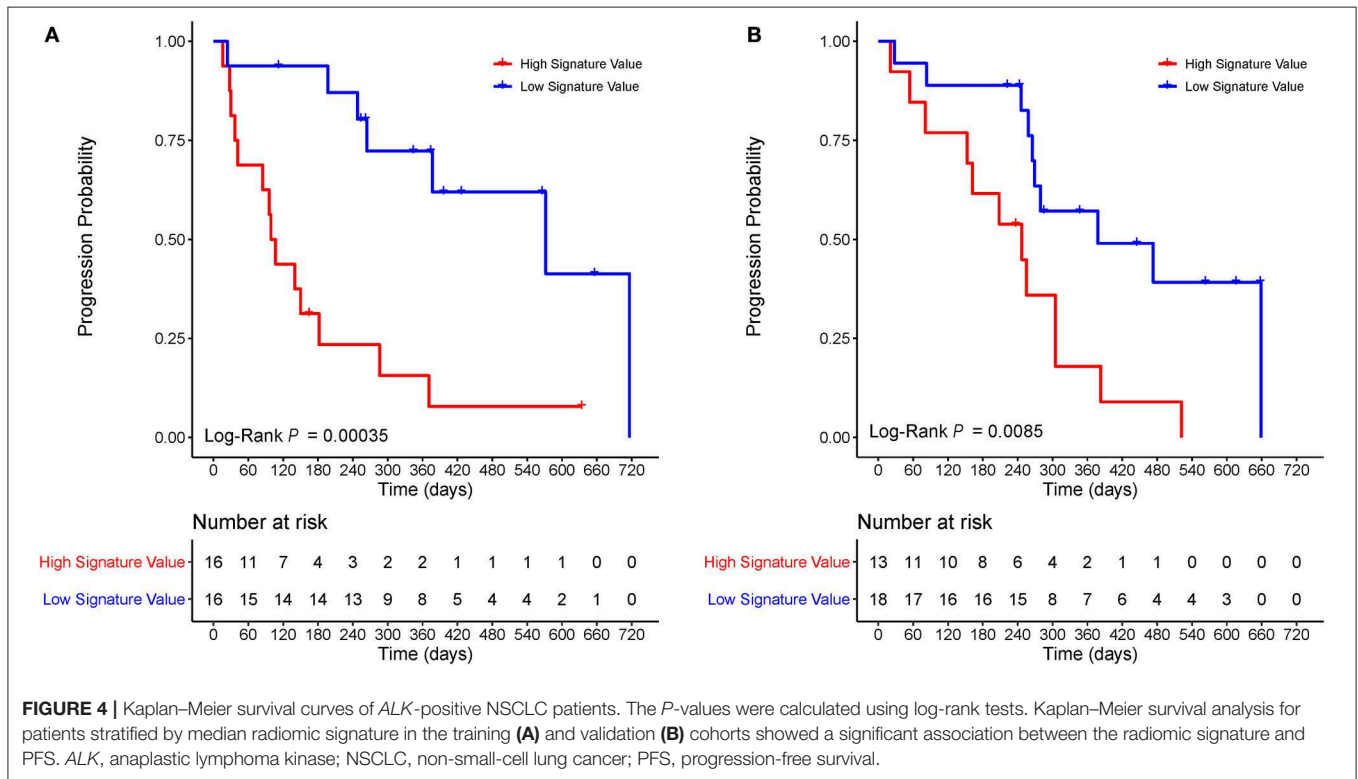 A
1.00
0.75
0.50
0.25
0.00
Progression Probability
High Signature Value
Low Signature Value
Log-Rank P = 0.00035
0 60 120 180 240 300 360 420 480 540 600 660 720
Time (days)
Number at risk
High Signature Value 16 11 7 4 3 2 2 1 1 1 1 0 0
Low Signature Value 16 15 14 14 13 9 8 5 4 4 2 1 0
0 60 120 180 240 300 360 420 480 540 600 660 720
Time (days)
B
1.00
0.75
0.50
0.25
0.00
Progression Probability
High Signature Value
Low Signature Value
Log-Rank P = 0.0085
0 60 120 180 240 300 360 420 480 540 600 660 720
Time (days)
Number at risk
High Signature Value 13 11 10 8 6 4 2 1 1 0 0 0 0
Low Signature Value 18 17 16 16 15 8 7 6 4 4 3 0 0
0 60 120 180 240 300 360 420 480 540 600 660 720
Time (days)
FIGURE 4 | Kaplan–Meier survival curves of ALK-positive NSCLC patients. The P-values were calculated using log-rank tests. Kaplan–Meier survival analysis for
patients stratified by median radiomic signature in the training (A) and validation (B) cohorts showed a significant association between the radiomic signature and
PFS. ALK, anaplastic lymphoma kinase; NSCLC, non-small-cell lung cancer; PFS, progression-free survival.